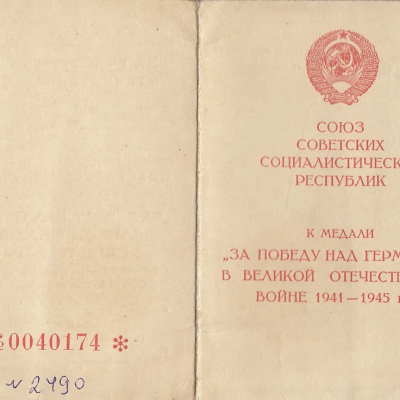 0040174 *
N 2490
СОЮЗ
СОВЕТСКИХ
СОЦИАЛИСТИЧЕСК
РЕСПУБЛИК
К МЕДАЛИ
„ЗА ПОБЕДУ НАД ГЕРМ
В ВЕЛИКОЙ ОТЕЧЕСТВ
ВОЙНЕ 1941—1945 г